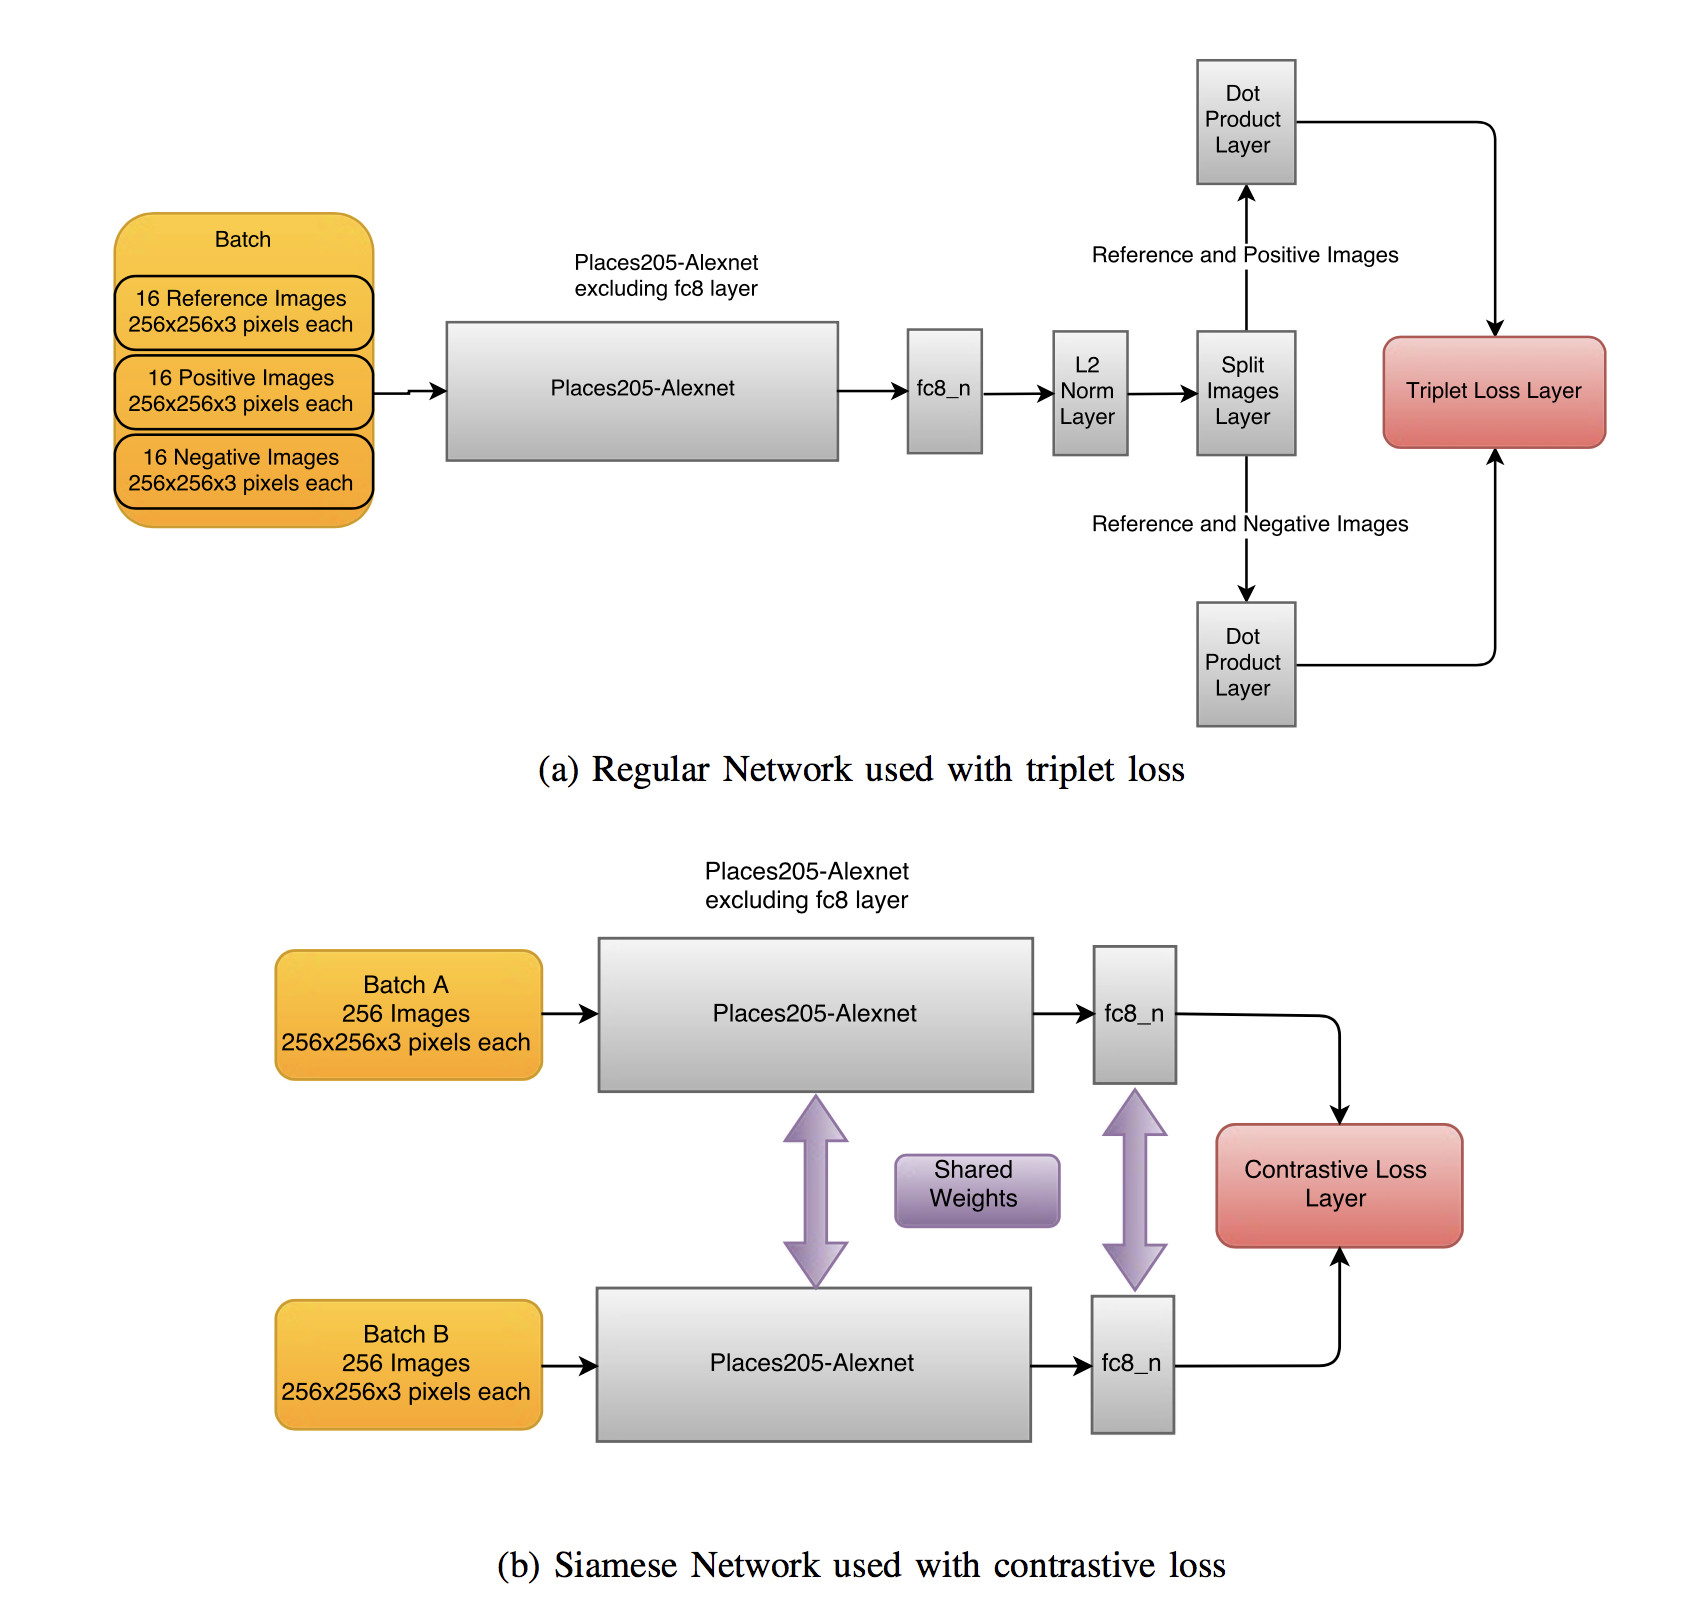 Dot
Product
Layer
Reference and Positive Images
Batch
16 Reference Images
256x256x3 pixels each
16 Positive Images
256x256x3 pixels each
16 Negative Images
256x256x3 pixels each
Places205-Alexnet
excluding fc8 layer
Places205-Alexnet
fc8_n
L2
Norm
Layer
Split
Images
Layer
Triplet Loss Layer
Reference and Negative Images
Dot
Product
Layer
(a) Regular Network used with triplet loss
Places205-Alexnet
excluding fc8 layer
Batch A
256 Images
256x256x3 pixels each
Places205-Alexnet
fc8_n
Shared
Weights
Contrastive Loss
Layer
Batch B
256 Images
256x256x3 pixels each
Places205-Alexnet
fc8_n
(b) Siamese Network used with contrastive loss